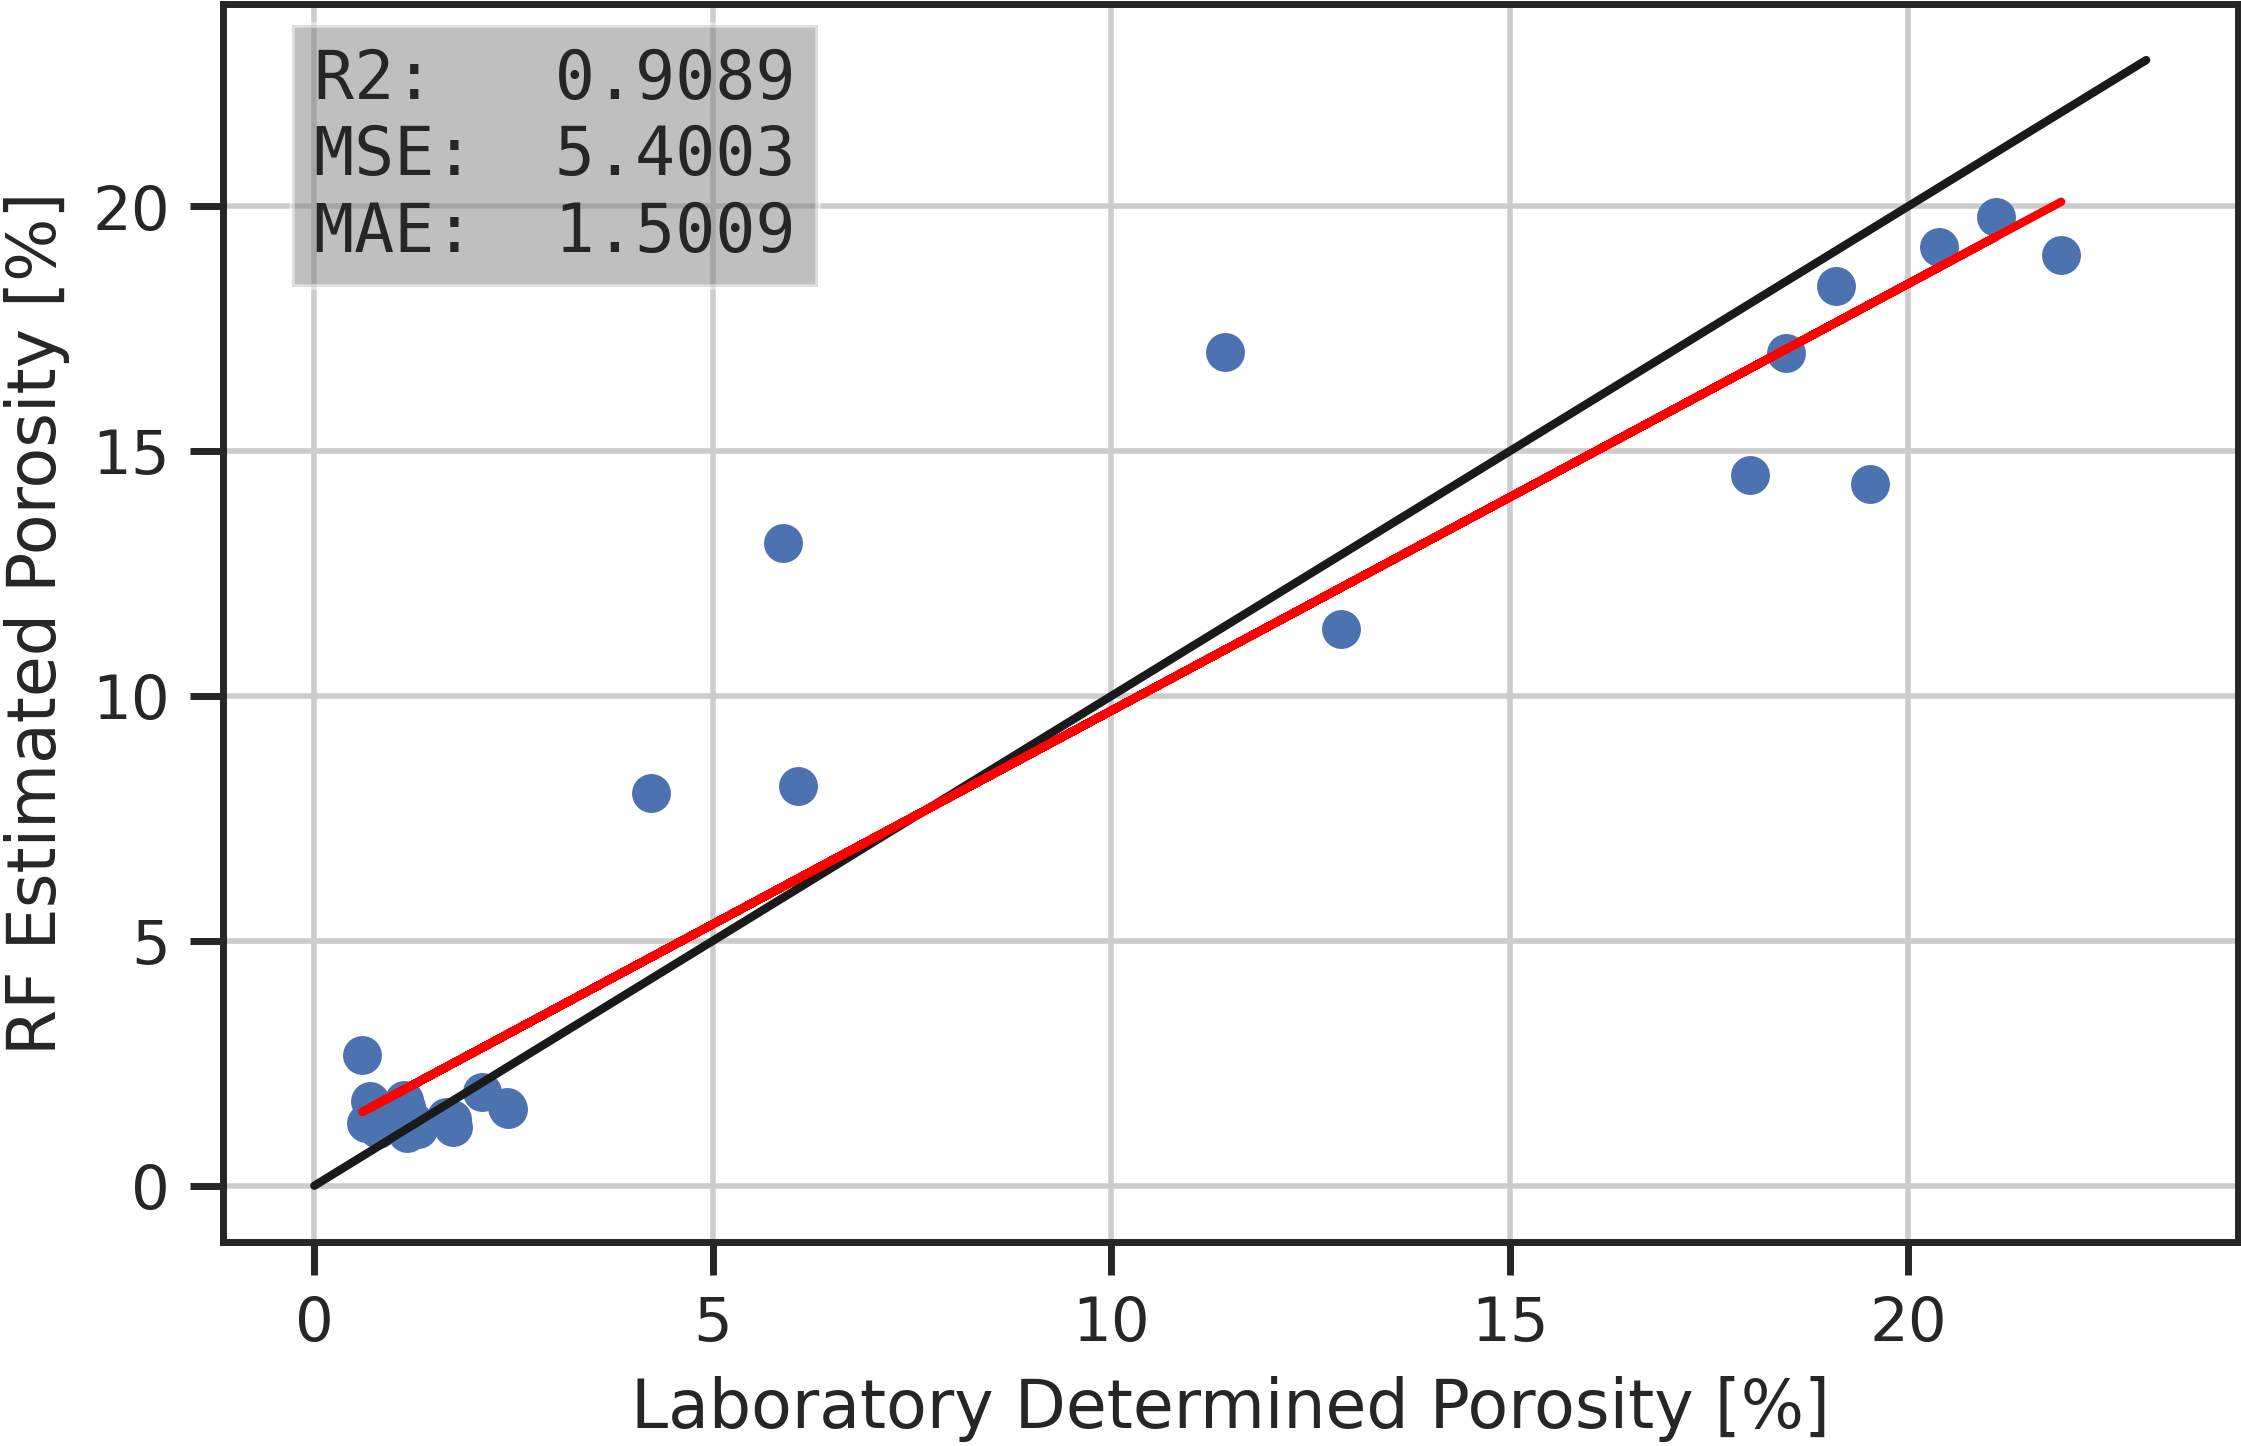 R2: 0.9089
MSE: 5.4003
MAE: 1.5009
RF Estimated Porosity [%]
20
15
10
5
0
0 5 10 15 20
Laboratory Determined Porosity [%]